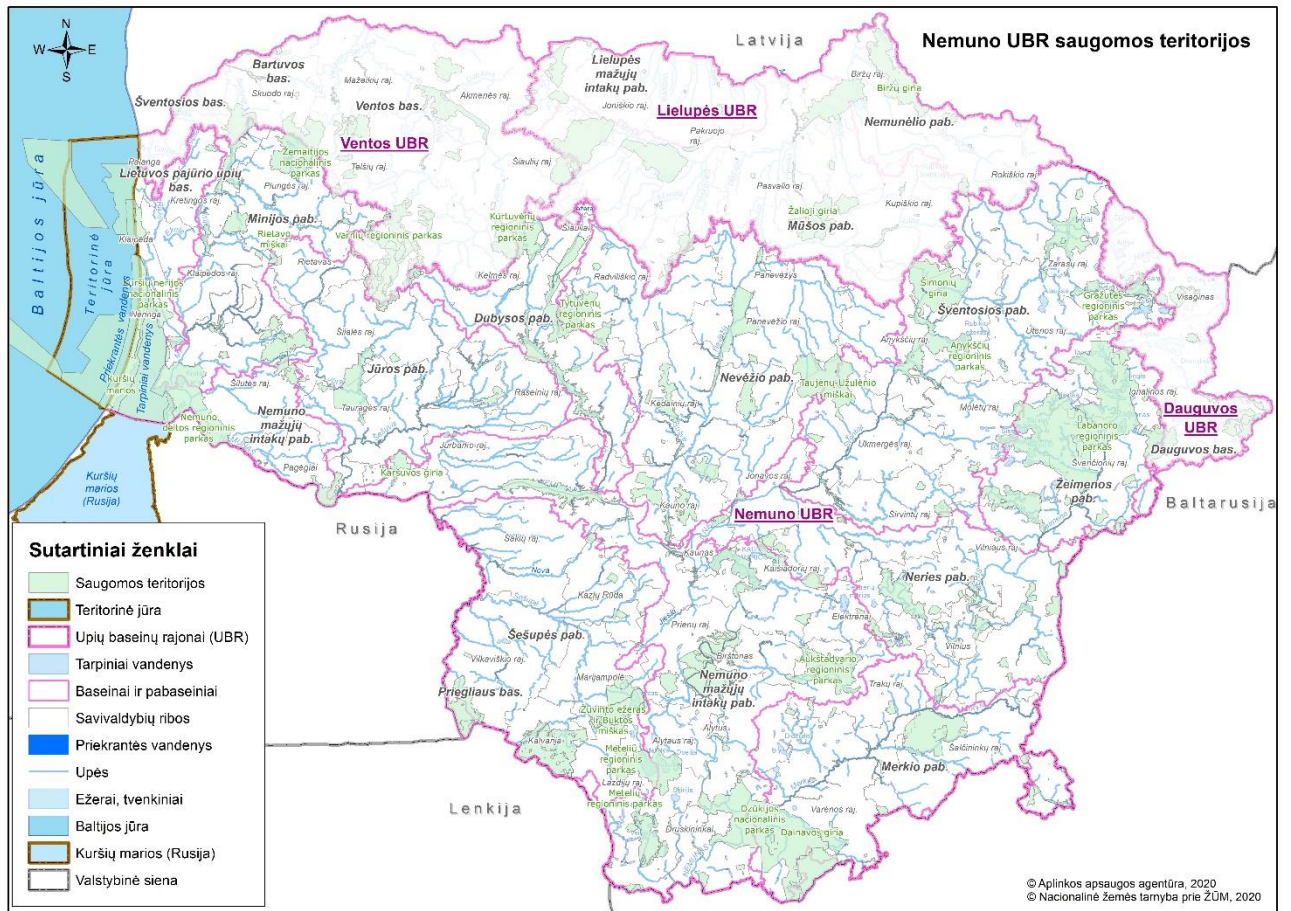 Nemuno UBR saugomos teritorijos
N
W E
S
Latvija
Bartuvos
bas.
Skuodo raj.
Mažeikių raj.
Ventos bas.
Akmenės raj.
Šventosios bas.
Lielupės
mažųjų
intakų pab.
Joniškio raj.
Biržų raj.
Biržų giria
Lielupės UBR
Nemunėlio pab.
Pakruojo
raj.
Ventos UBR
Žemaitijos
nacionalinis
parkas
Telšių raj.
Šiaulių raj.
Palanga
Lietuvos pajūrio upių
bas.
Kretingos raj.
Plungės raj.
Pasvalio raj.
Rokiškio raj.
Kupiškio raj.
Žalioji giria
Mūšos pab.
Baltijos jūra
Teritorinė
jūra
Klaipėda
Minijos pab.
Rietavo
miškai
Varnių regioninis parkas
Kurtuvėnų
regioninis
parkas
Šiauliai
Rietavas
Klaipėdos raj.
Kelmės raj.
Radviliškio raj.
Panevėžys
Zarasų raj.
Kuršių nerijos
nacionalinis
parkas
Neringa
Priekrantės vandenys
Tarpiniai vandenys
Kuršių
marios
Tytuvėnų
regioninis
parkas
Dubysos pab.
Šilalės raj.
Panevėžio raj.
Šimonių
giria
Šventosios pab.
Gražutės
regioninis
parkas
Visaginas
Utenos raj.
Anykščių raj.
Anykščių
regioninis
parkas
Jūros pab.
Raseinių raj.
Nevėžio pab.
Taujėnų-Užulėnio
miškai
Šilutės raj.
Tauragės raj.
Kėdainių raj.
Nemuno
mažųjų
intakų pab.
Nemuno
deltos regioninis
parkas
Pagėgiai
Jurbarko raj.
Karšuvos giria
Ukmergės raj.
Molėtų raj.
Ignalinos raj.
Labanoro
regioninis
parkas
Švenčionių raj.
Dauguvos
UBR
Dauguvos bas.
Žeimenos
pab.
Baltarusija
Jonavos raj.
Kauno raj.
Nemuno UBR
Širvintų raj.
Kuršių
marios
(Rusija)
Rusija
Šakių raj.
Nova
Kaunas
Kaišiadorių raj.
Vilniaus raj.
Neries pab.
Kazlų Rūda
Prienų raj.
Elektrėnai
Vilnius
Šešupės pab.
Vilkaviškio raj.
Birštonas
Nemuno
mažųjų
intakų pab.
Aukštadvario
regioninis
parkas
Marijampolė
Trakų raj.
Priegliaus bas.
Žuvinto ežeras
ir Buktos
miškas
Alytus
Kalvarija
Alytaus raj.
Metelių
regioninis
parkas
Šalčininkų raj.
Merkio pab.
Lazdijų raj.
Metelių
regioninis parkas
Lenkija
Varėnos raj.
Dzūkijos
nacionalinis
parkas
Dainavos giria
Druskininkai
Sutartiniai ženklai
Saugomos teritorijos
Teritorinė jūra
Upių baseinų rajonai (UBR)
Tarpiniai vandenys
Baseinai ir pabaseiniai
Savivaldybių ribos
Priekrantės vandenys
Upės
Ežerai, tvenkiniai
Baltijos jūra
Kuršių marios (Rusija)
Valstybinė siena
© Aplinkos apsaugos agentūra, 2020
© Nacionalinė žemės tarnyba prie ŽŪM, 2020